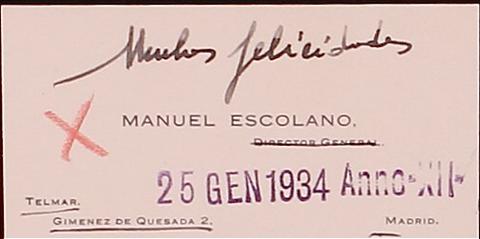 Muchas felicidades
MANUEL ESCOLANO,
DIRECTOR GENERAL.
25 GEN 1934 Anno-XII-
TELMAR.
GIMENEZ DE QUESADA 2.
MADRID.